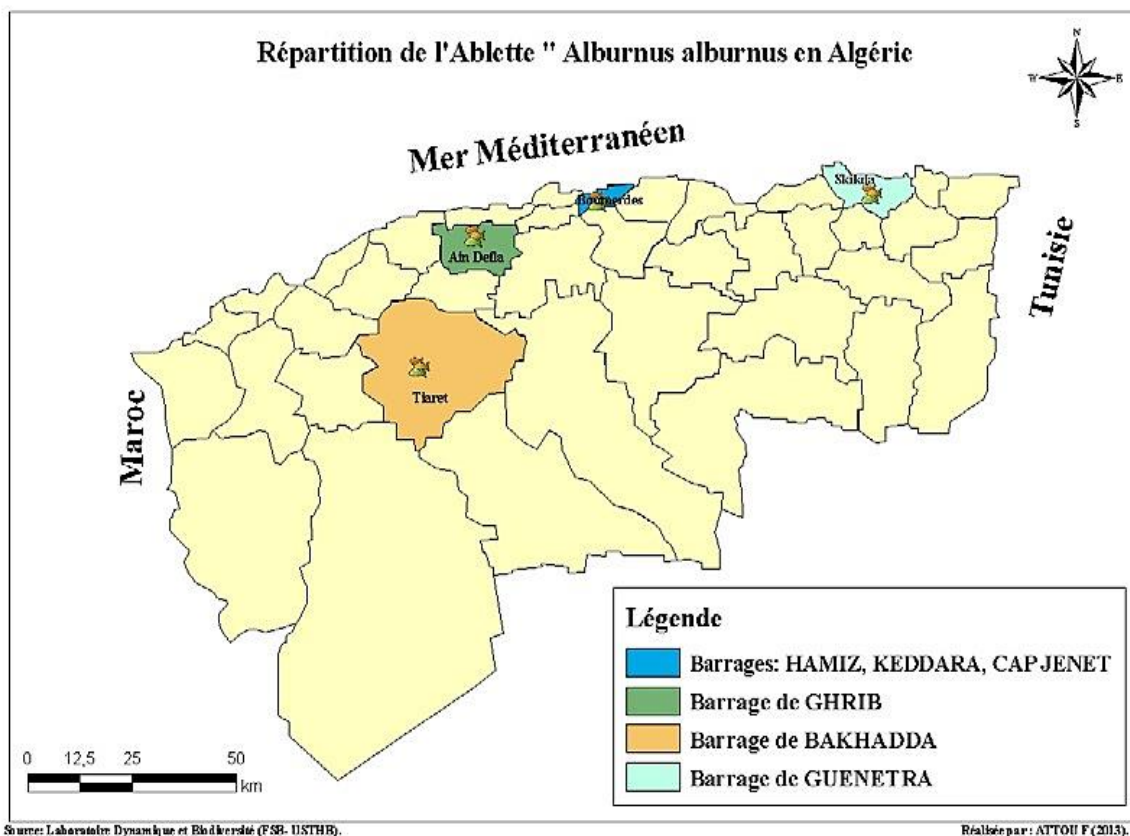 Répartition de l'Ablette " Alburnus alburnus en Algérie
N
W E
S
Mer Méditerranéen
Skikda
Boumerdes
Ain Defla
Tunisie
Tiaret
Maroc
Légende
Barrages: HAMIZ, KEDDARA, CAP JENET
Barrage de GHRIB
Barrage de BAKHADDA
Barrage de GUENETRA
0 12,5 25 50
km
Source: Laboratoire Dynamique et Biodiversité (FSB- USTHB).
Réalisée par : ATTOU F (2013).